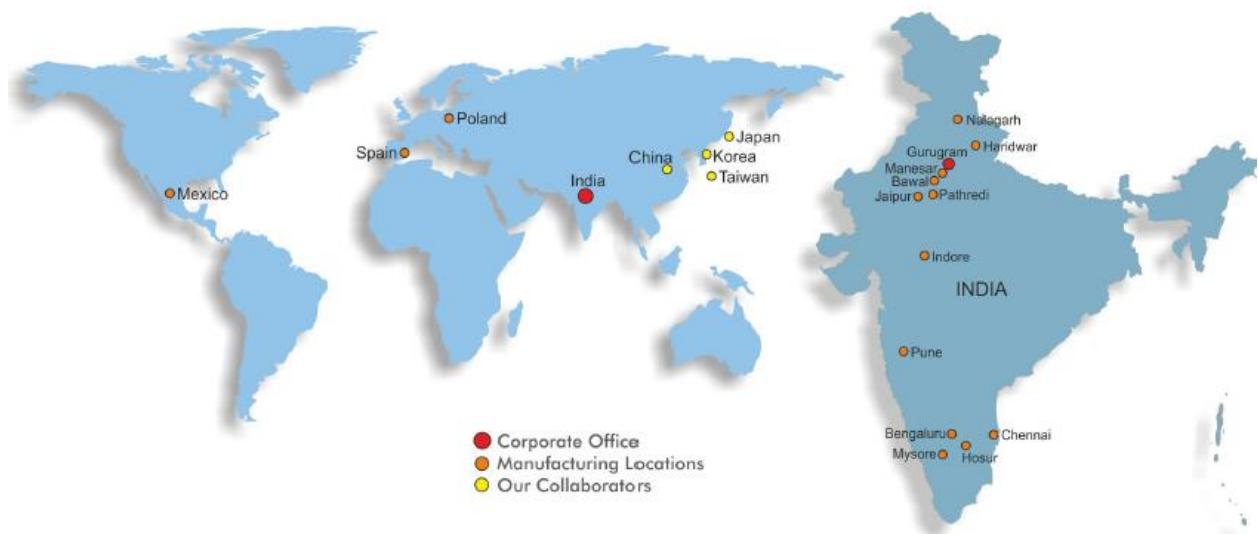 Poland
Spain
Mexico
Japan
Korea
China
Taiwan
India
Nalagarh
Haridwar
Gurugram
Manesar
Bawal
Jaipur
Pathredi
Indore
INDIA
Pune
Bengaluru
Chennai
Mysore
Hosur
Corporate Office
Manufacturing Locations
Our Collaborators